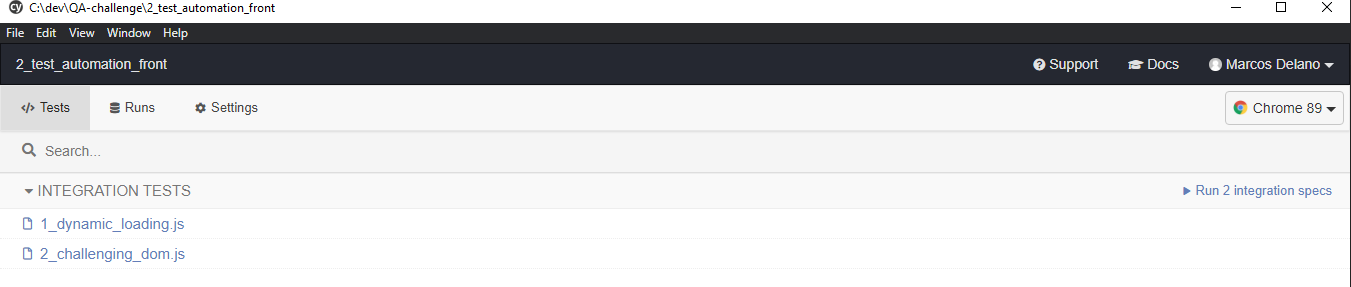 cy C:\dev\QA-challenge\2_test_automation_front
File Edit View Window Help
2_test_automation_front Support Docs Marcos Delano
</> Tests Runs Settings Chrome 89
Search...
INTEGRATION TESTS Run 2 integration specs
1_dynamic_loading.js
2_challenging_dom.js